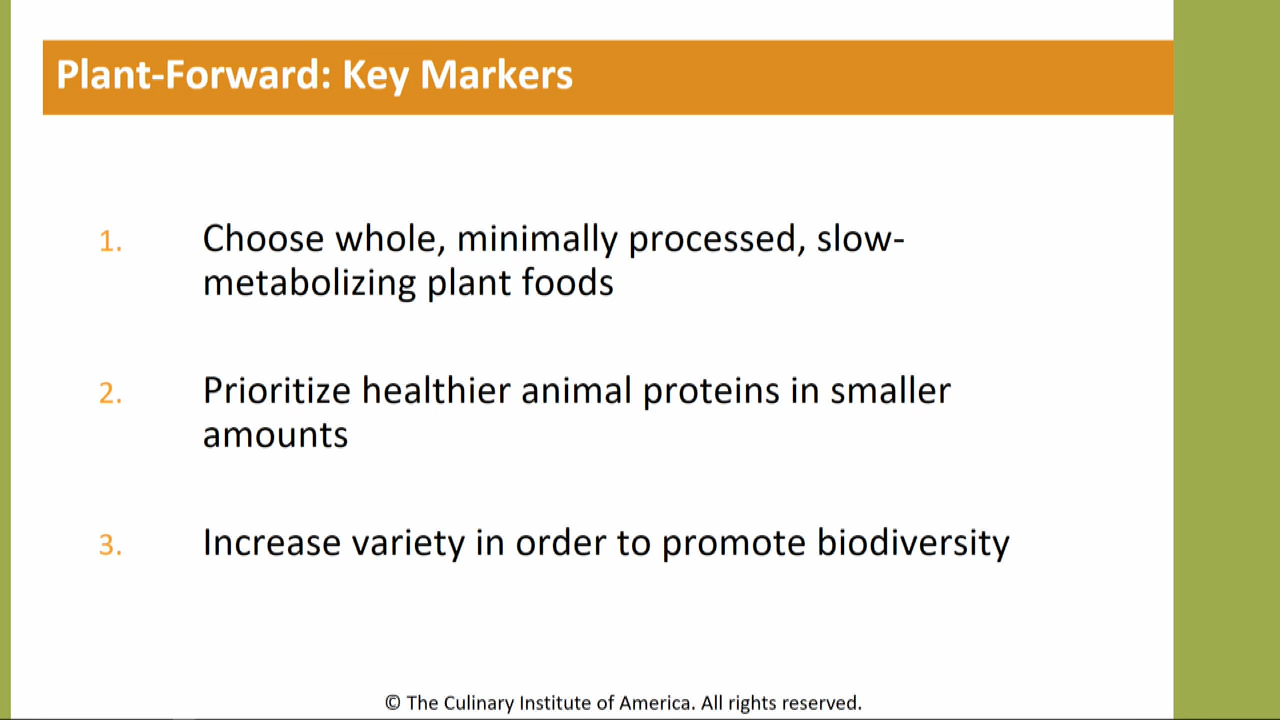 Plant-Forward: Key Markers
1. Choose whole, minimally processed, slow-
metabolizing plant foods
2. Prioritize healthier animal proteins in smaller
amounts
3. Increase variety in order to promote biodiversity
© The Culinary Institute of America. All rights reserved.